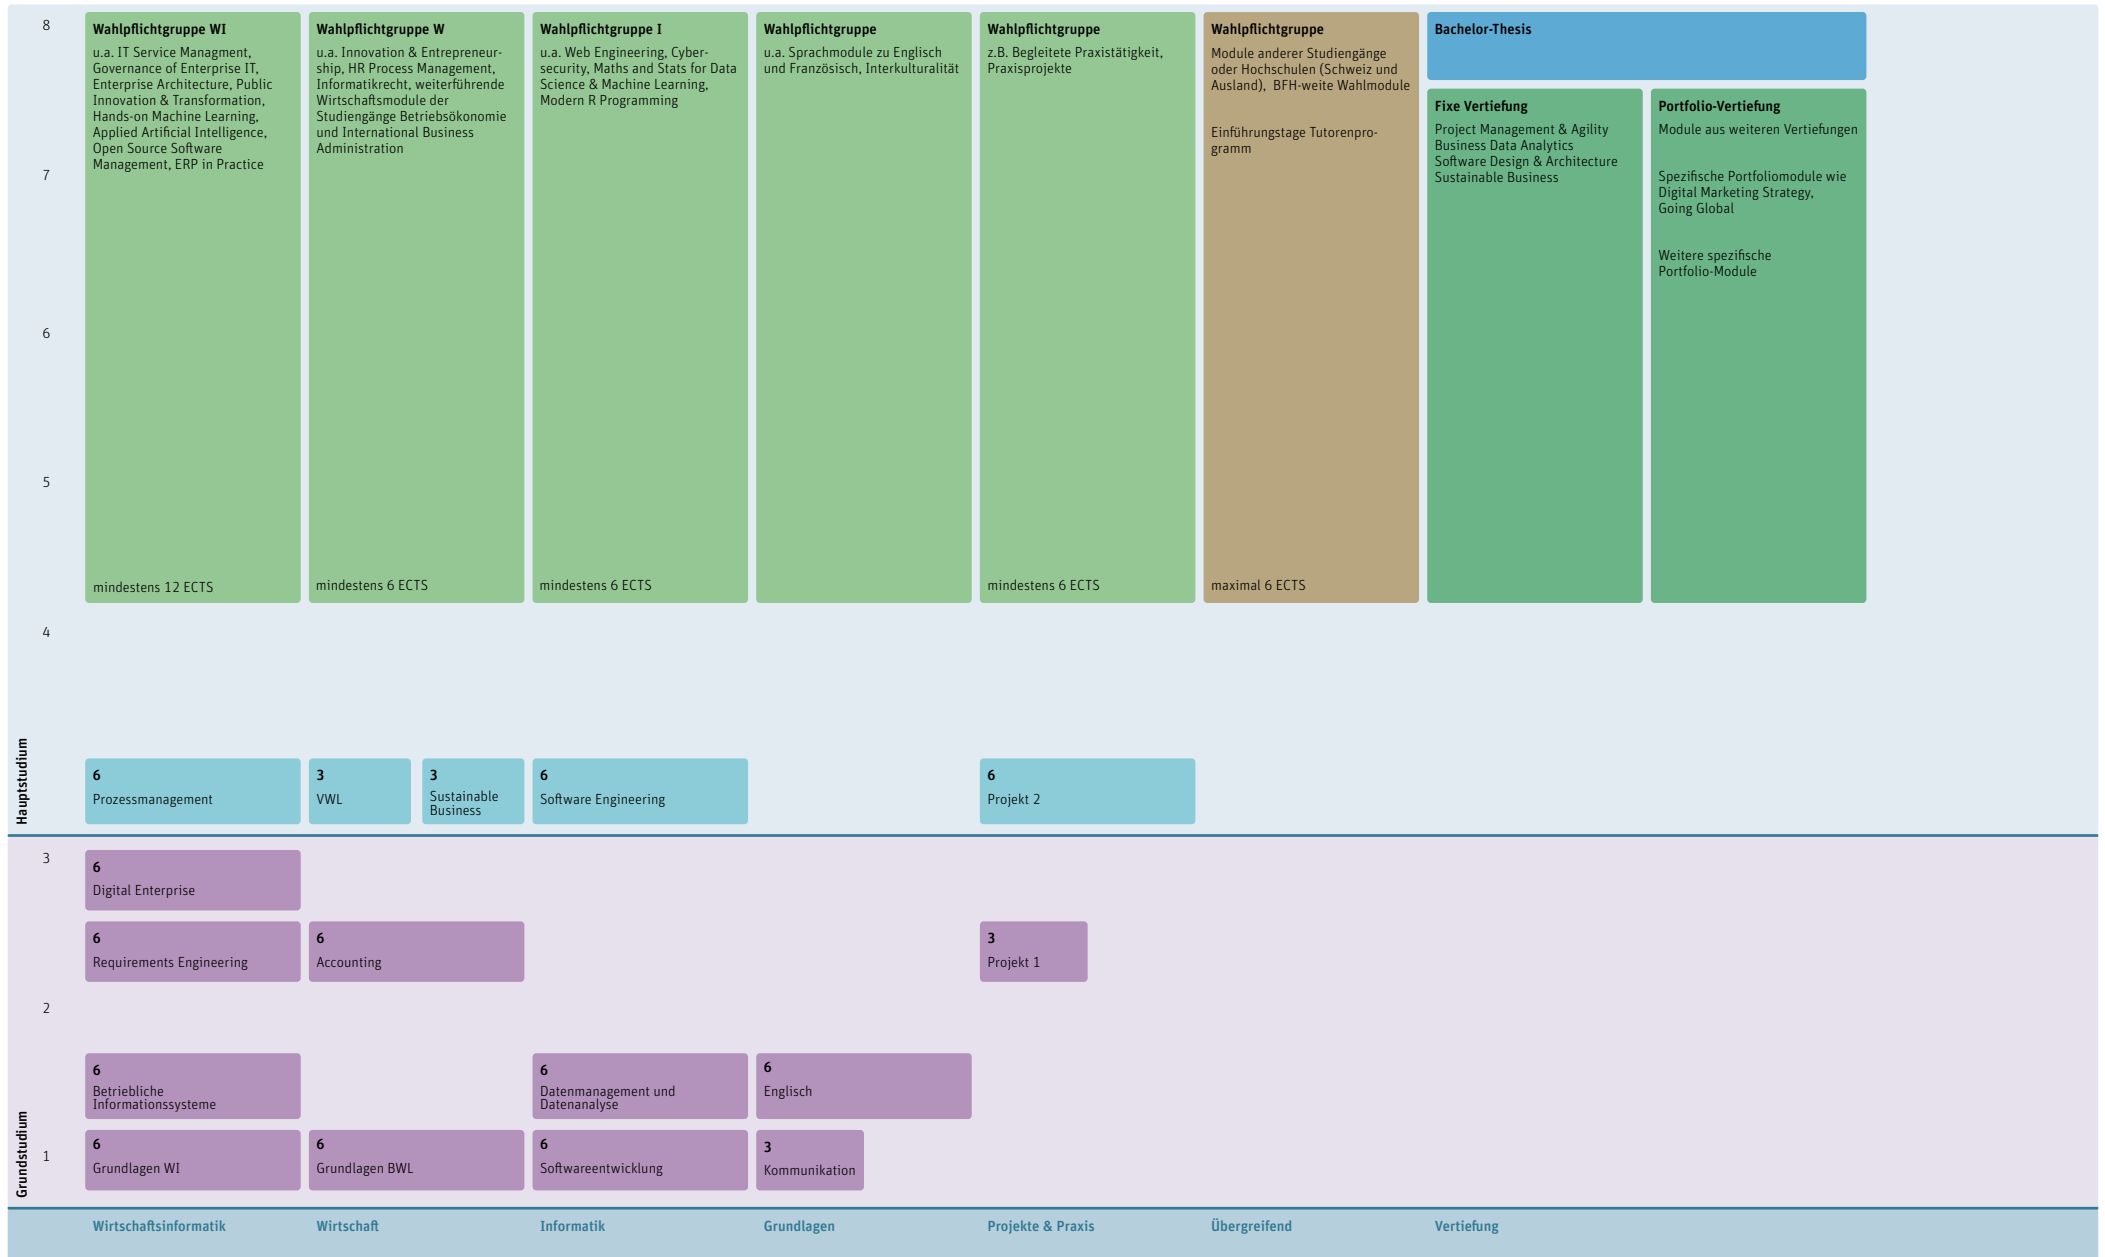 8
Wahlpflichtgruppe WI
u.a. IT Service Managment,
Governance of Enterprise IT,
Enterprise Architecture, Public
Innovation & Transformation,
Hands-on Machine Learning,
Applied Artificial Intelligence,
Open Source Software
Management, ERP in Practice
mindestens 12 ECTS
Wahlpflichtgruppe W
u.a. Innovation & Entrepreneur-
ship, HR Process Management,
Informatikrecht, weiterführende
Wirtschaftsmodule der
Studiengänge Betriebsökonomie
und International Business
Administration
mindestens 6 ECTS
Wahlpflichtgruppe I
u.a. Web Engineering, Cyber-
security, Maths and Stats for Data
Science & Machine Learning,
Modern R Programming
mindestens 6 ECTS
Wahlpflichtgruppe
u.a. Sprachmodule zu Englisch
und Französisch, Interkulturalität
Wahlpflichtgruppe
z.B. Begleitete Praxistätigkeit,
Praxisprojekte
mindestens 6 ECTS
Wahlpflichtgruppe
Module anderer Studiengänge
oder Hochschulen (Schweiz und
Ausland), BFH-weite Wahlmodule
Einführungstage Tutorenpro-
gramm
maximal 6 ECTS
Bachelor-Thesis
Fixe Vertiefung
Project Management & Agility
Business Data Analytics
Software Design & Architecture
Sustainable Business
Portfolio-Vertiefung
Module aus weiteren Vertiefungen
Spezifische Portfoliomodule wie
Digital Marketing Strategy,
Going Global
Weitere spezifische
Portfolio-Module
7
6
5
4
Hauptstudium
6
Prozessmanagement
3
VWL
3
Sustainable
Business
6
Software Engineering
6
Projekt 2
3
6
Digital Enterprise
6
Requirements Engineering
6
Accounting
3
Projekt 1
2
6
Betriebliche
Informationssysteme
6
Datenmanagement und
Datenanalyse
6
Englisch
Grundstudium
1
6
Grundlagen WI
6
Grundlagen BWL
6
Softwareentwicklung
3
Kommunikation
Wirtschaftsinformatik
Wirtschaft
Informatik
Grundlagen
Projekte & Praxis
Übergreifend
Vertiefung